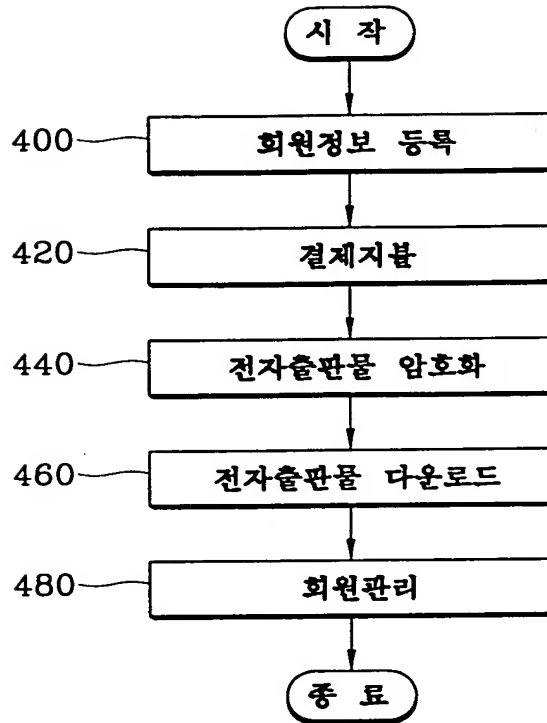 시 작
400 회원정보 등록
420 결제지불
440 전자출판물 암호화
460 전자출판물 다운로드
480 회원관리
종 료